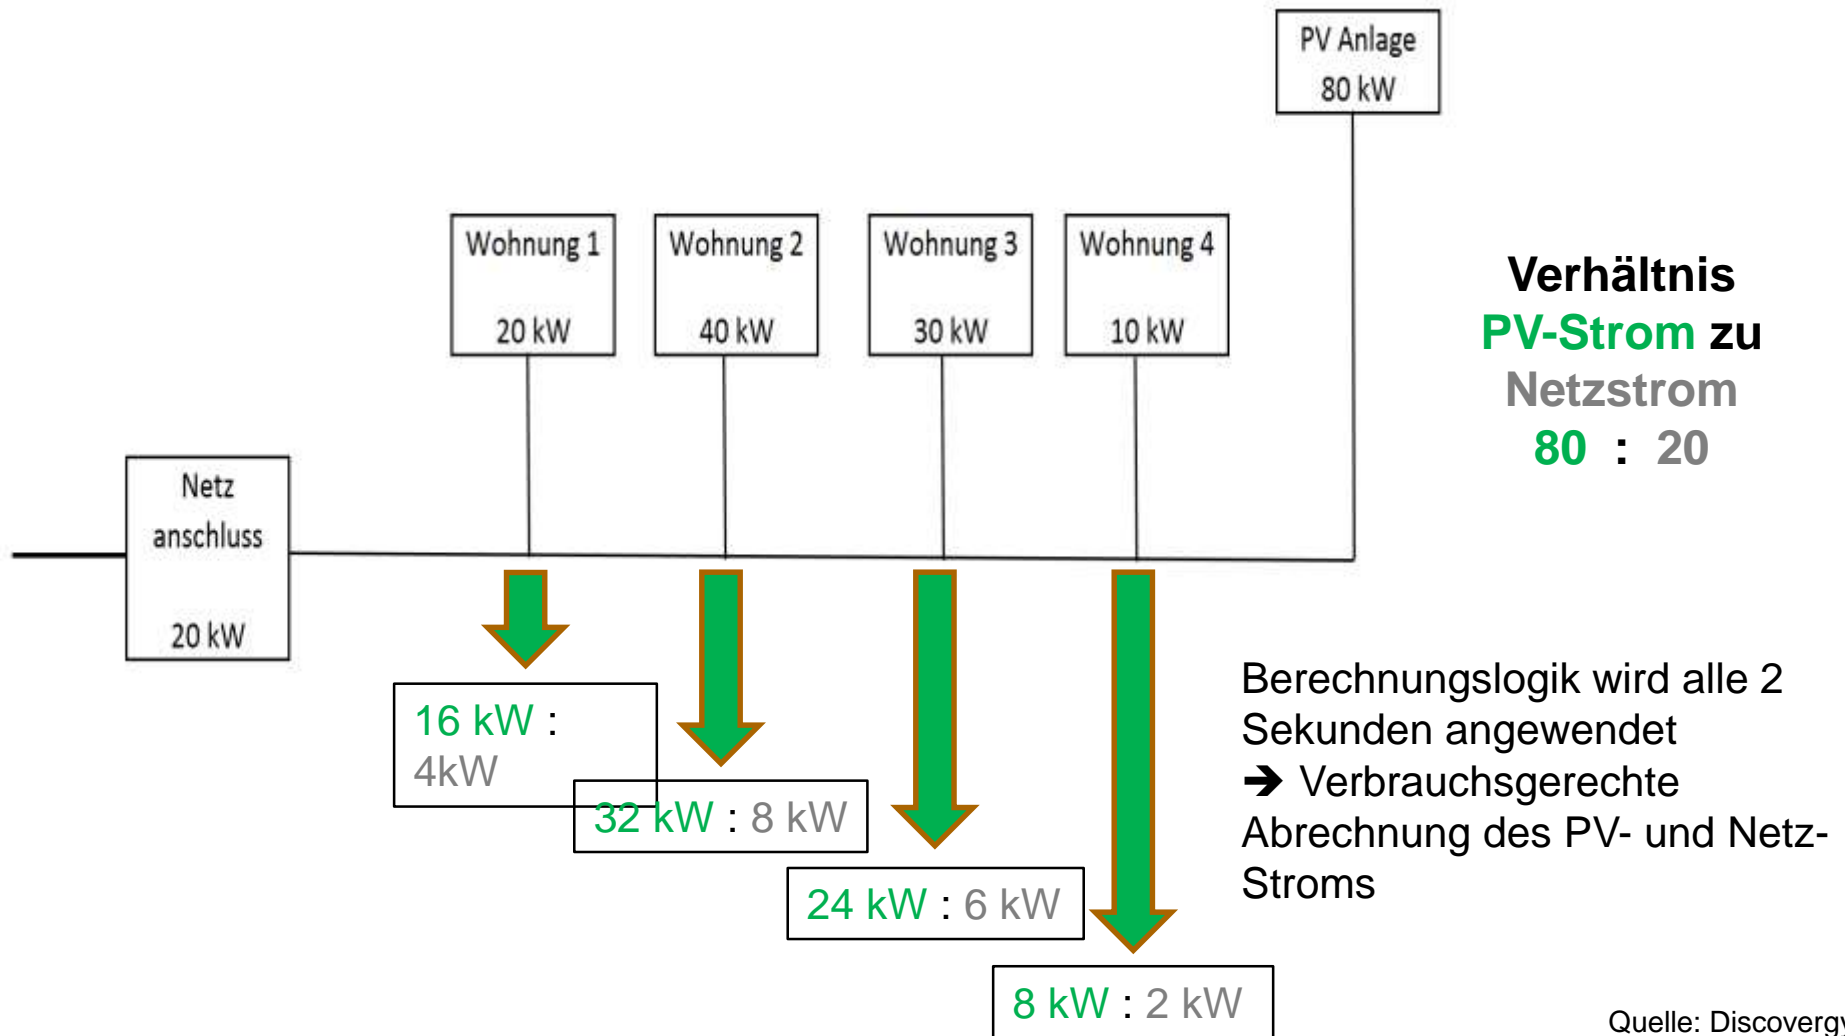 PV Anlage
80 kW
Wohnung 1
20 kW
Wohnung 2
40 kW
Wohnung 3
30 kW
Wohnung 4
10 kW
Verhältnis
PV-Strom zu
Netzstrom
80 : 20
Netz
anschluss
20 kW
16 kW :
4kW
32 kW : 8 kW
24 kW : 6 kW
8 kW : 2 kW
Berechnungslogik wird alle 2
Sekunden angewendet
➔ Verbrauchsgerechte
Abrechnung des PV- und Netz-
Stroms
Quelle: Discovergy